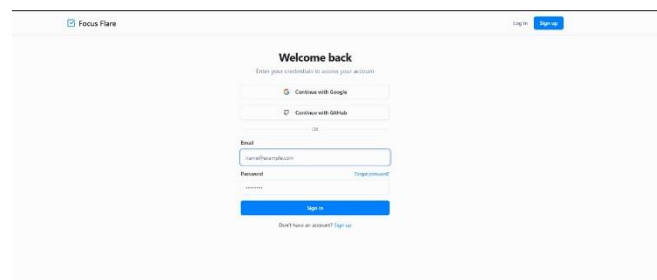 Focus Flare
Log in Sign up
Welcome back
Enter your credentials to access your account
Continue with Google
Continue with GitHub
OR
Email
name@example.com
Password Forgot password?
Sign in
Don't have an account? Sign up